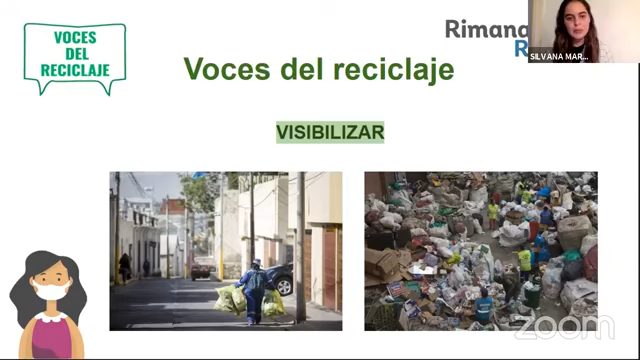 VOCES
DEL
RECICLAJE
Rimana
R
SILVANA MAR...
Voces del reciclaje
VISIBILIZAR
zoom